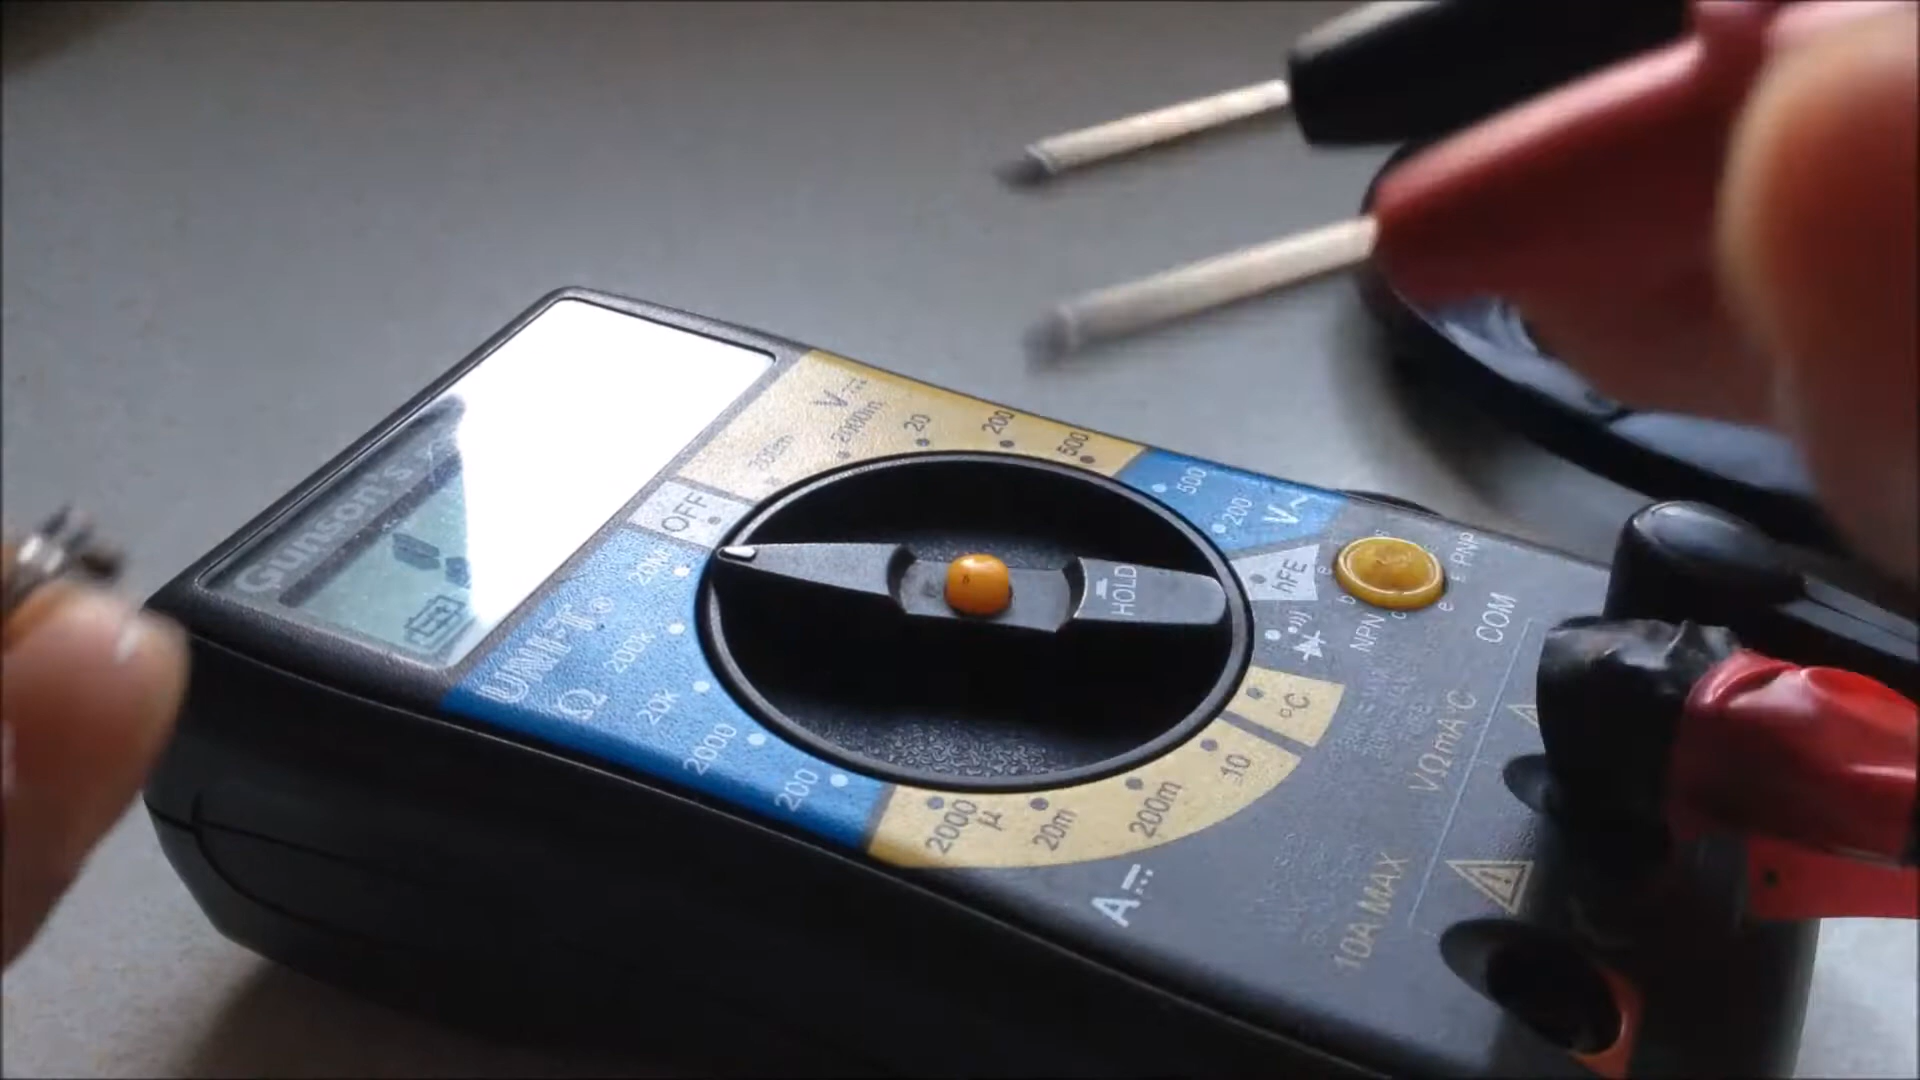 Gunson's
UNI-T®
OFF
V⎓
2000m
20
200
500
500
200
V~
hFE
PNP
NPN
e
b
c
e
HOLD
COM
°C
VΩmA°C
10A MAX
10
200m
20m
2000
μ
A⎓
200
2000
20k
200k
20M
Ω